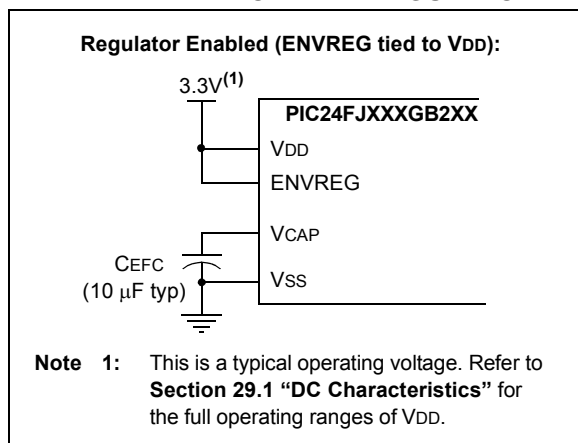 Regulator Enabled (ENVREG tied to VDD):
3.3V(1)
PIC24FJXXXGB2XX
VDD
ENVREG
VCAP
CEFC
(10 μF typ)
VSS
Note 1: This is a typical operating voltage. Refer to
Section 29.1 “DC Characteristics” for
the full operating ranges of VDD.